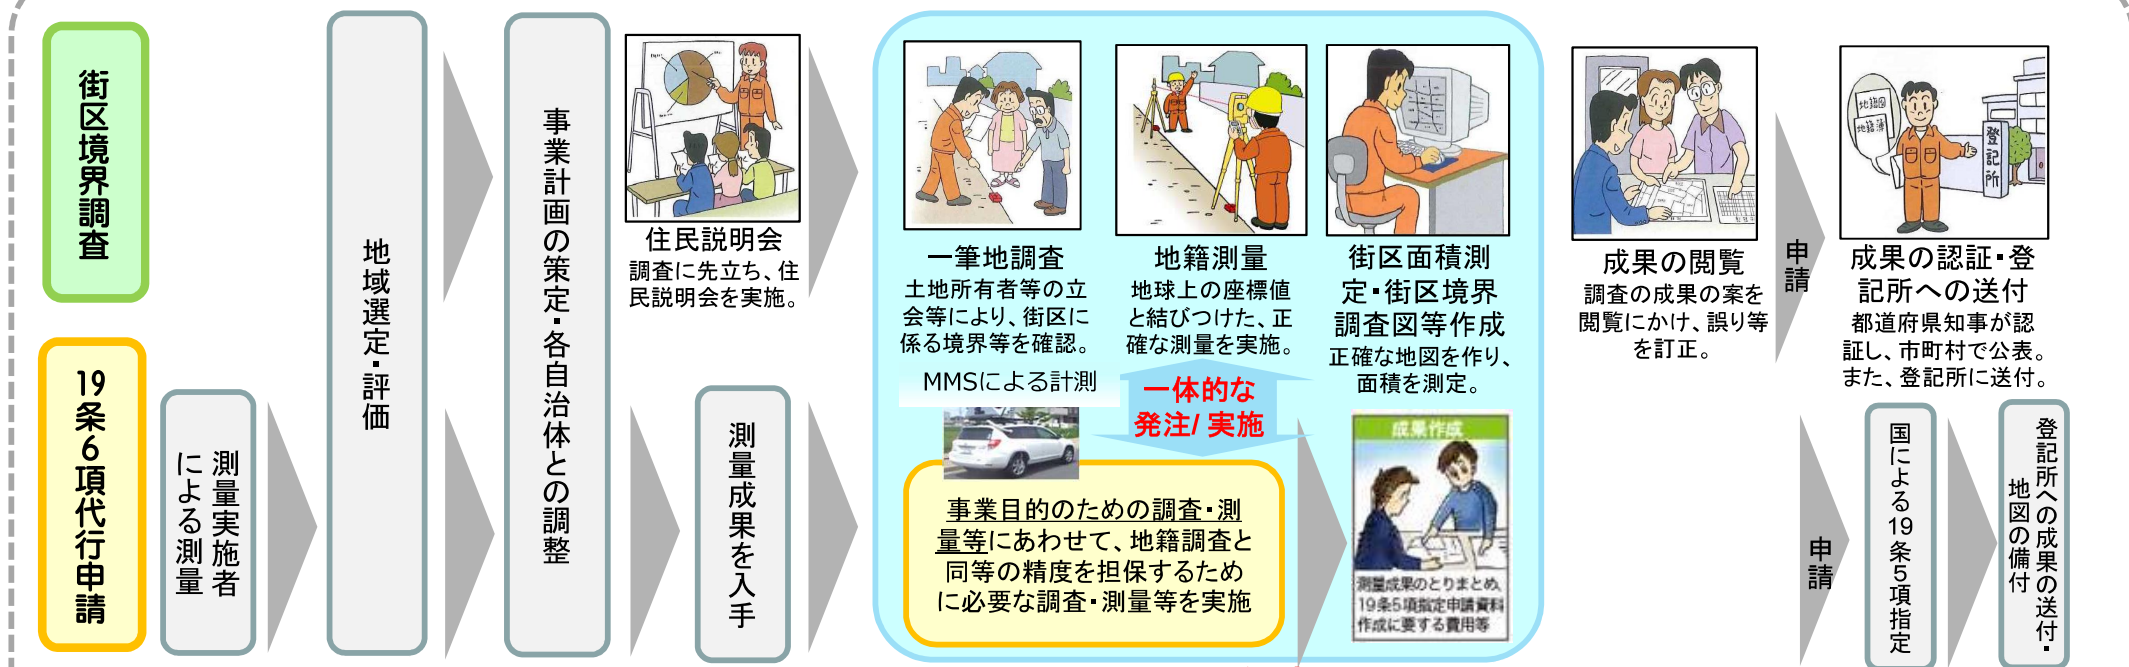 街区境界調査
19条6項代行申請
測量実施者
による測量
地域選定・評価
事業計画の策定・各自治体との調整
住民説明会
調査に先立ち、住
民説明会を実施。
測量成果を入手
一筆地調査
土地所有者等の立
会等により、街区に
係る境界等を確認。
地籍測量
地球上の座標値
と結びつけた、正
確な測量を実施。
街区面積測
定・街区境界
調査図等作成
正確な地図を作り、
面積を測定。
MMSによる計測
一体的な
発注/ 実施
事業目的のための調査・測
量等にあわせて、地籍調査と
同等の精度を担保するため
に必要な調査・測量等を実施
成果作成
測量成果のとりまとめ、
19条5項指定申請資料
作成に要する費用等
成果の閲覧
調査の成果の案を
閲覧にかけ、誤り等
を訂正。
申請
地籍図
地籍簿
登記所
成果の認証・登
記所への送付
都道府県知事が認
証し、市町村で公表。
また、登記所に送付。
申請
国による19条5項指定
登記所への成果の送付・
地図の備付